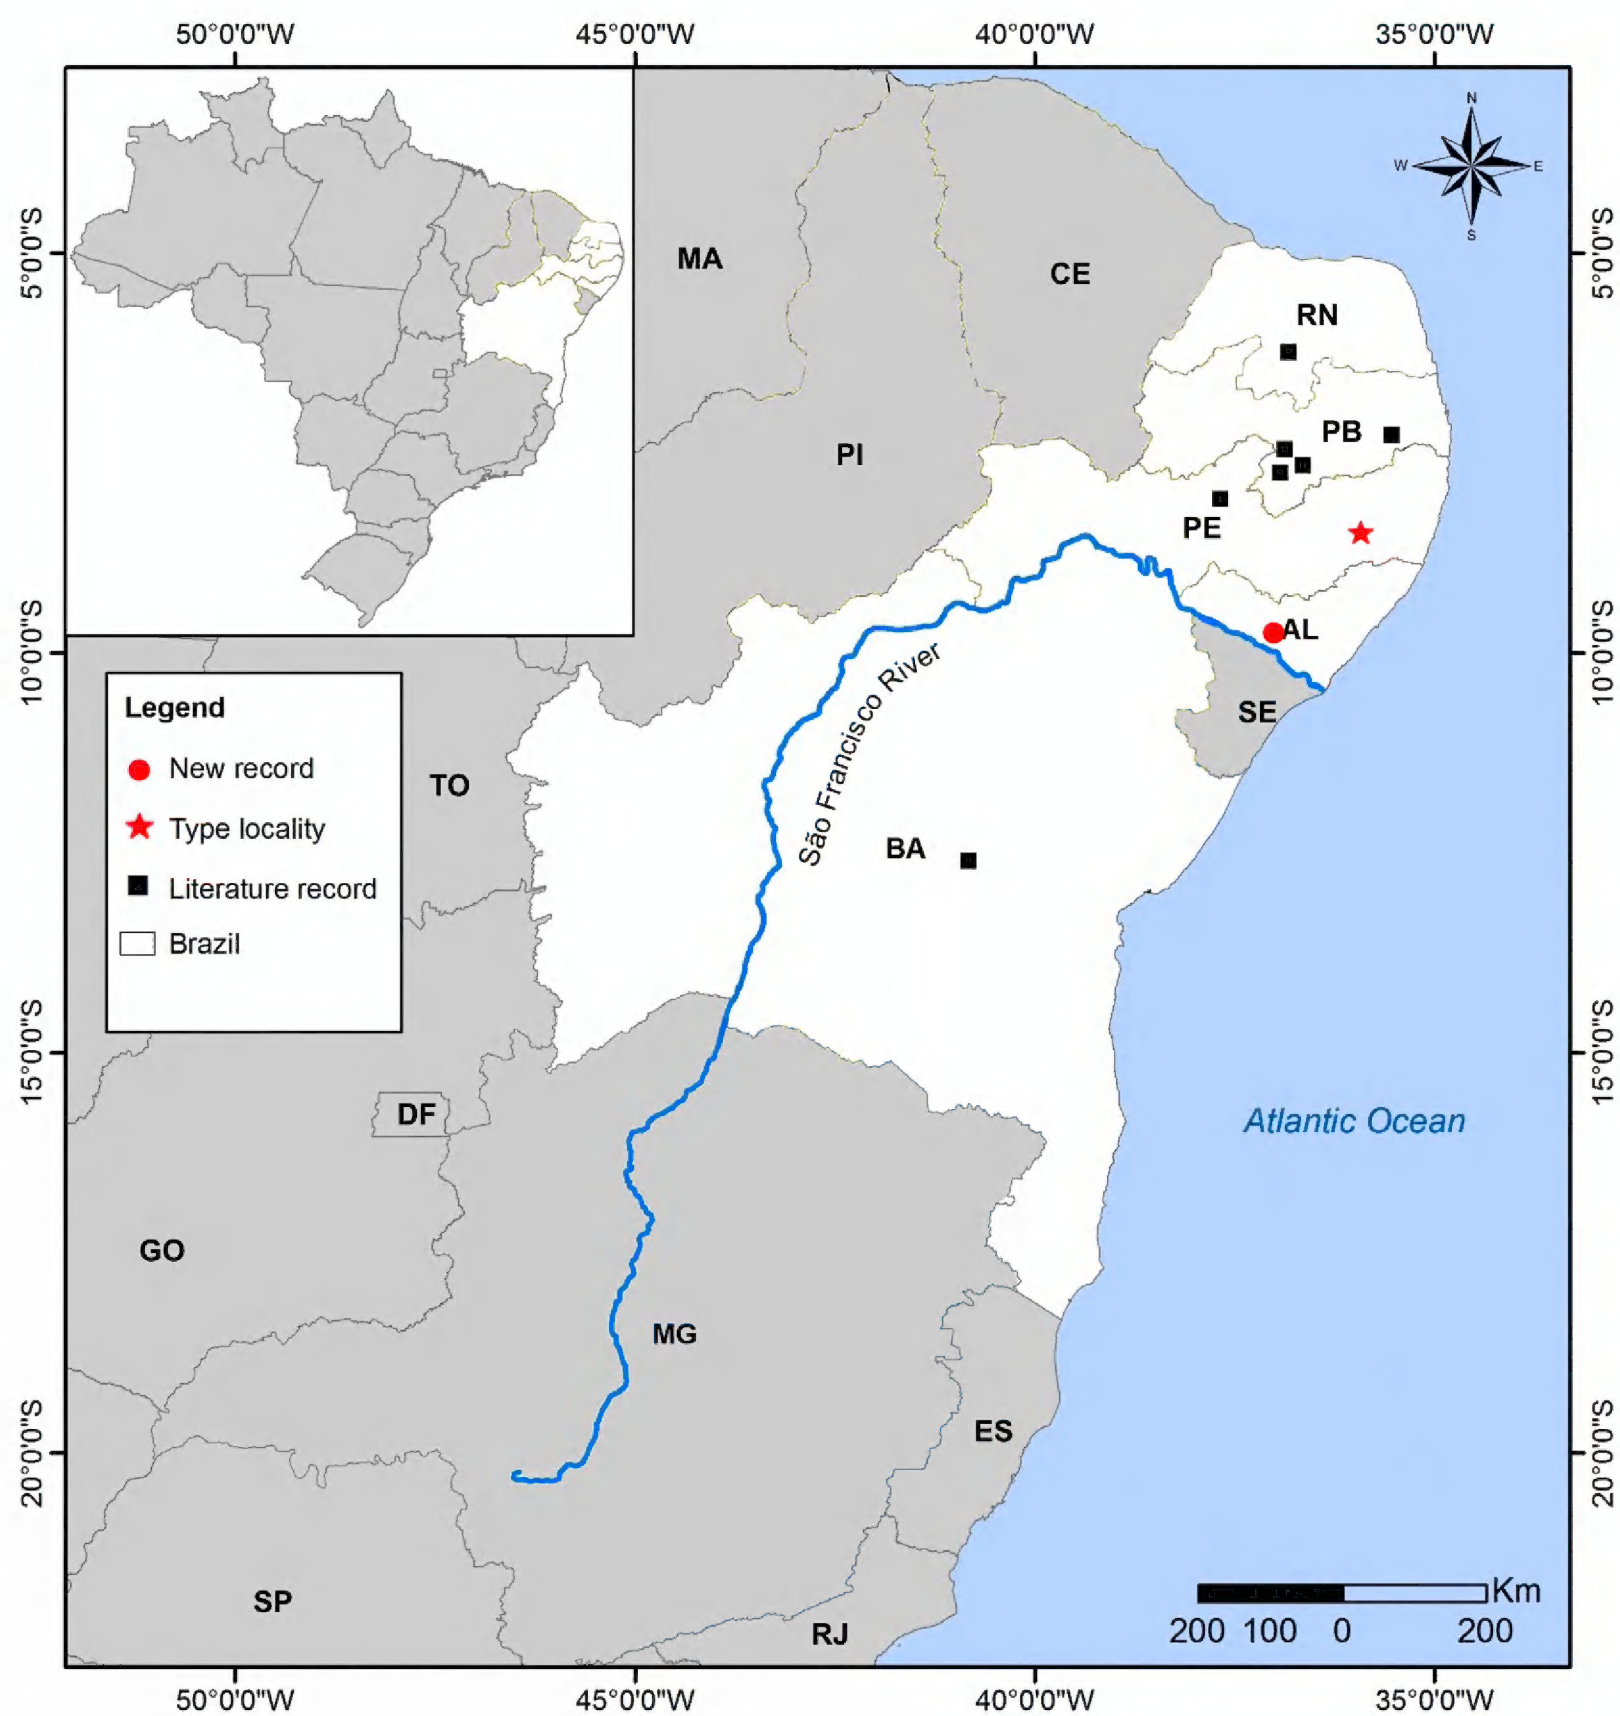 50°0'0"W 45°0'0"W 40°0'0"W 35°0'0"W
N
W E
S
5°0'0"S 5°0'0"S
MA
CE
RN
PI
PB
PE
AL
10°0'0"S 10°0'0"S
São Francisco River
SE
Legend
New record
Type locality
Literature record
Brazil
TO
BA
15°0'0"S 15°0'0"S
DF
Atlantic Ocean
GO
MG
ES
20°0'0"S 20°0'0"S
SP
RJ
Km
200 100 0 200
50°0'0"W 45°0'0"W 40°0'0"W 35°0'0"W